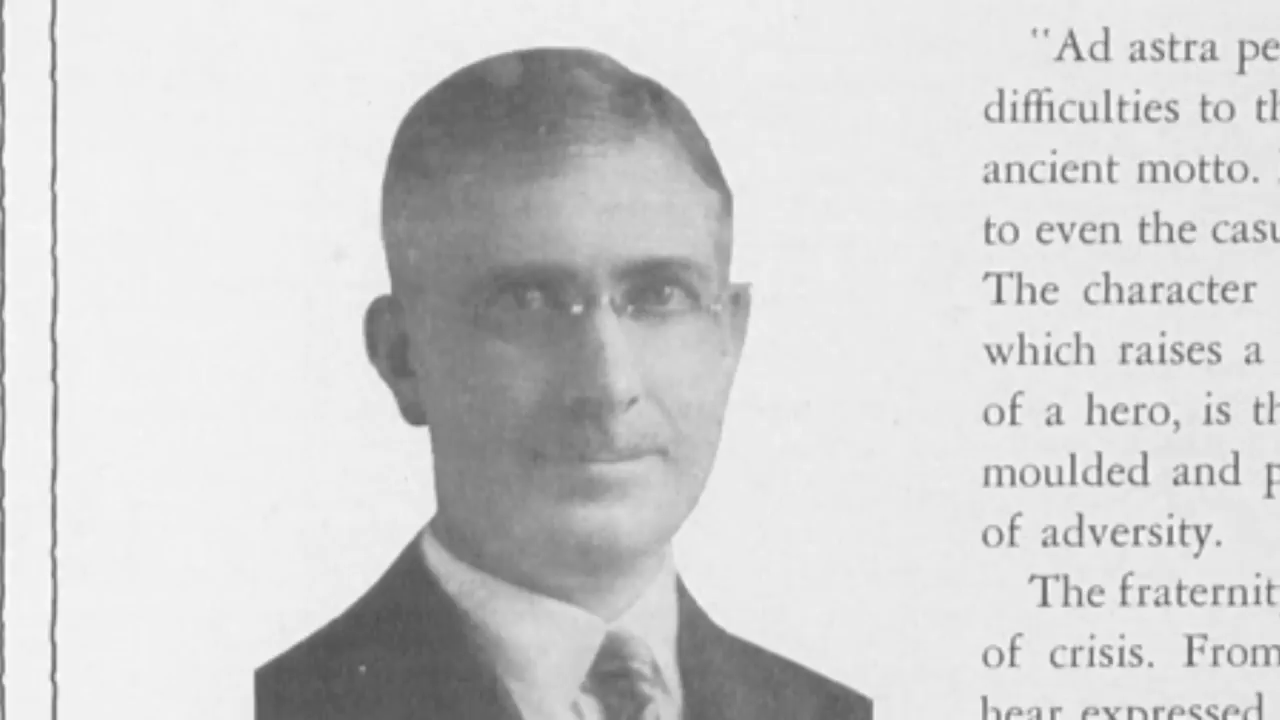 "Ad astra pe
difficulties to th
ancient motto.
to even the casu
The character
which raises a
of a hero, is th
moulded and p
of adversity.
The fraternit
of crisis. From
hear expressed